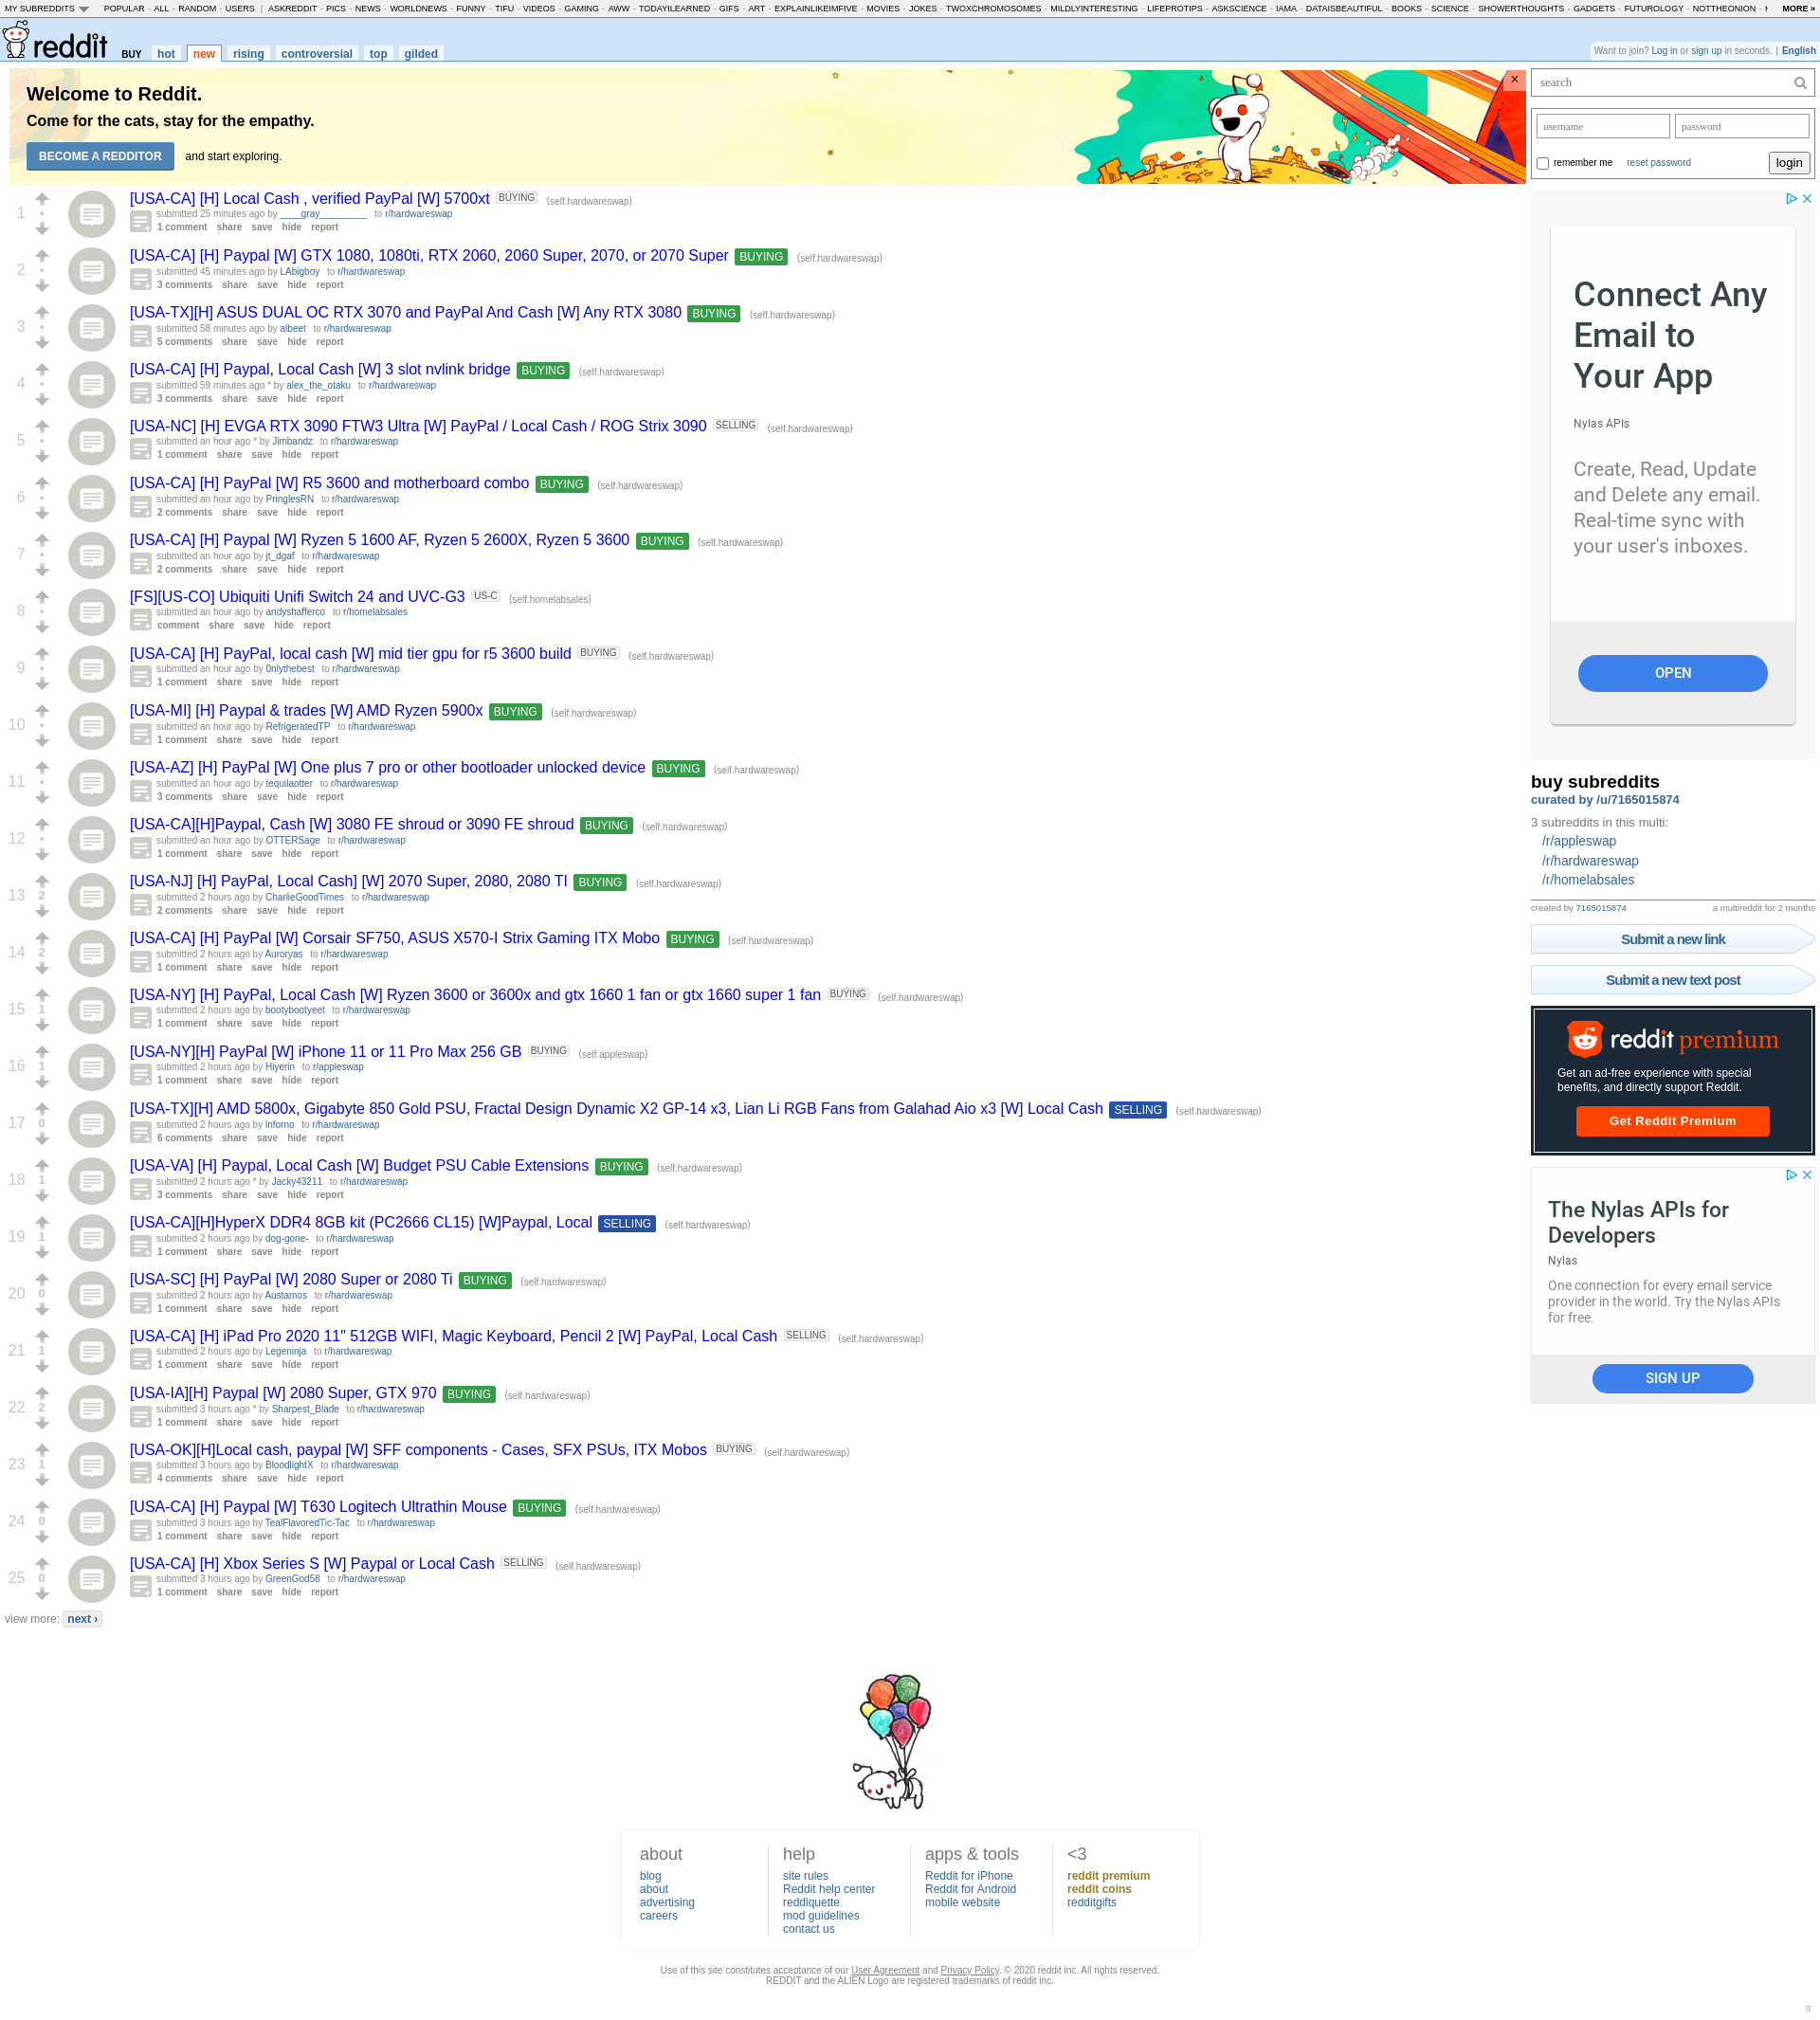 MY SUBREDDITS POPULAR - ALL - RANDOM - USERS | ASKREDDIT - PICS - NEWS - WORLDNEWS - FUNNY - TIFU - VIDEOS - GAMING - AWW - TODAYILEARNED - GIFS - ART - EXPLAINLIKEIMFIVE - MOVIES - JOKES - TWOXCHROMOSOMES - MILDLYINTERESTING - LIFEPROTIPS - ASKSCIENCE - IAMA - DATAISBEAUTIFUL - BOOKS - SCIENCE - SHOWERTHOUGHTS - GADGETS - FUTUROLOGY - NOTTHEONION - MORE »
reddit BUY hot new rising controversial top gilded
Want to join? Log in or sign up in seconds. | English
Welcome to Reddit.
Come for the cats, stay for the empathy.
BECOME A REDDITOR and start exploring.
×
1
[USA-CA] [H] Local Cash , verified PayPal [W] 5700xt BUYING (self.hardwareswap)
submitted 25 minutes ago by ____gray_________ to r/hardwareswap
1 comment share save hide report
2
[USA-CA] [H] Paypal [W] GTX 1080, 1080ti, RTX 2060, 2060 Super, 2070, or 2070 Super BUYING (self.hardwareswap)
submitted 45 minutes ago by LAbigboy to r/hardwareswap
3 comments share save hide report
3
[USA-TX][H] ASUS DUAL OC RTX 3070 and PayPal And Cash [W] Any RTX 3080 BUYING (self.hardwareswap)
submitted 58 minutes ago by albeet to r/hardwareswap
5 comments share save hide report
4
[USA-CA] [H] Paypal, Local Cash [W] 3 slot nvlink bridge BUYING (self.hardwareswap)
submitted 59 minutes ago * by alex_the_otaku to r/hardwareswap
3 comments share save hide report
5
[USA-NC] [H] EVGA RTX 3090 FTW3 Ultra [W] PayPal / Local Cash / ROG Strix 3090 SELLING (self.hardwareswap)
submitted an hour ago * by Jimbandz to r/hardwareswap
1 comment share save hide report
6
[USA-CA] [H] PayPal [W] R5 3600 and motherboard combo BUYING (self.hardwareswap)
submitted an hour ago by PringlesRN to r/hardwareswap
2 comments share save hide report
7
[USA-CA] [H] Paypal [W] Ryzen 5 1600 AF, Ryzen 5 2600X, Ryzen 5 3600 BUYING (self.hardwareswap)
submitted an hour ago by jt_dgaf to r/hardwareswap
2 comments share save hide report
8
[FS][US-CO] Ubiquiti Unifi Switch 24 and UVC-G3 US-C (self.homelabsales)
submitted an hour ago by andyshafferco to r/homelabsales
comment share save hide report
9
[USA-CA] [H] PayPal, local cash [W] mid tier gpu for r5 3600 build BUYING (self.hardwareswap)
submitted an hour ago by 0nlythebest to r/hardwareswap
1 comment share save hide report
10
[USA-MI] [H] Paypal & trades [W] AMD Ryzen 5900x BUYING (self.hardwareswap)
submitted an hour ago by RefrigeratedTP to r/hardwareswap
1 comment share save hide report
11
[USA-AZ] [H] PayPal [W] One plus 7 pro or other bootloader unlocked device BUYING (self.hardwareswap)
submitted an hour ago by tequilaotter to r/hardwareswap
3 comments share save hide report
12
[USA-CA][H]Paypal, Cash [W] 3080 FE shroud or 3090 FE shroud BUYING (self.hardwareswap)
submitted an hour ago by OTTERSage to r/hardwareswap
1 comment share save hide report
13 2
[USA-NJ] [H] PayPal, Local Cash] [W] 2070 Super, 2080, 2080 TI BUYING (self.hardwareswap)
submitted 2 hours ago by CharlieGoodTimes to r/hardwareswap
2 comments share save hide report
14 2
[USA-CA] [H] PayPal [W] Corsair SF750, ASUS X570-I Strix Gaming ITX Mobo BUYING (self.hardwareswap)
submitted 2 hours ago by Auroryas to r/hardwareswap
1 comment share save hide report
15 1
[USA-NY] [H] PayPal, Local Cash [W] Ryzen 3600 or 3600x and gtx 1660 1 fan or gtx 1660 super 1 fan BUYING (self.hardwareswap)
submitted 2 hours ago by bootybootyeet to r/hardwareswap
1 comment share save hide report
16 1
[USA-NY][H] PayPal [W] iPhone 11 or 11 Pro Max 256 GB BUYING (self.appleswap)
submitted 2 hours ago by Hiyerin to r/appleswap
1 comment share save hide report
17 0
[USA-TX][H] AMD 5800x, Gigabyte 850 Gold PSU, Fractal Design Dynamic X2 GP-14 x3, Lian Li RGB Fans from Galahad Aio x3 [W] Local Cash SELLING (self.hardwareswap)
submitted 2 hours ago by Inforno to r/hardwareswap
6 comments share save hide report
18 1
[USA-VA] [H] Paypal, Local Cash [W] Budget PSU Cable Extensions BUYING (self.hardwareswap)
submitted 2 hours ago * by Jacky43211 to r/hardwareswap
3 comments share save hide report
19 1
[USA-CA][H]HyperX DDR4 8GB kit (PC2666 CL15) [W]Paypal, Local SELLING (self.hardwareswap)
submitted 2 hours ago by dog-gone- to r/hardwareswap
1 comment share save hide report
20 0
[USA-SC] [H] PayPal [W] 2080 Super or 2080 Ti BUYING (self.hardwareswap)
submitted 2 hours ago by Austamos to r/hardwareswap
1 comment share save hide report
21 1
[USA-CA] [H] iPad Pro 2020 11" 512GB WIFI, Magic Keyboard, Pencil 2 [W] PayPal, Local Cash SELLING (self.hardwareswap)
submitted 2 hours ago by Legeninja to r/hardwareswap
1 comment share save hide report
22 2
[USA-IA][H] Paypal [W] 2080 Super, GTX 970 BUYING (self.hardwareswap)
submitted 3 hours ago * by Sharpest_Blade to r/hardwareswap
1 comment share save hide report
23 1
[USA-OK][H]Local cash, paypal [W] SFF components - Cases, SFX PSUs, ITX Mobos BUYING (self.hardwareswap)
submitted 3 hours ago by BloodlightX to r/hardwareswap
4 comments share save hide report
24 0
[USA-CA] [H] Paypal [W] T630 Logitech Ultrathin Mouse BUYING (self.hardwareswap)
submitted 3 hours ago by TealFlavoredTic-Tac to r/hardwareswap
1 comment share save hide report
25 0
[USA-CA] [H] Xbox Series S [W] Paypal or Local Cash SELLING (self.hardwareswap)
submitted 3 hours ago by GreenGod58 to r/hardwareswap
1 comment share save hide report
view more: next ›
search
username password
remember me reset password login
Connect Any
Email to
Your App
Nylas APIs
Create, Read, Update
and Delete any email.
Real-time sync with
your user's inboxes.
OPEN
buy subreddits
curated by /u/7165015874
3 subreddits in this multi:
/r/appleswap
/r/hardwareswap
/r/homelabsales
created by 7165015874 a multireddit for 2 months
Submit a new link
Submit a new text post
reddit premium
Get an ad-free experience with special
benefits, and directly support Reddit.
Get Reddit Premium
The Nylas APIs for
Developers
Nylas
One connection for every email service
provider in the world. Try the Nylas APIs
for free.
SIGN UP
about
blog
about
advertising
careers
help
site rules
Reddit help center
reddiquette
mod guidelines
contact us
apps & tools
Reddit for iPhone
Reddit for Android
mobile website
<3
reddit premium
reddit coins
redditgifts
Use of this site constitutes acceptance of our User Agreement and Privacy Policy. © 2020 reddit inc. All rights reserved.
REDDIT and the ALIEN Logo are registered trademarks of reddit inc.
π